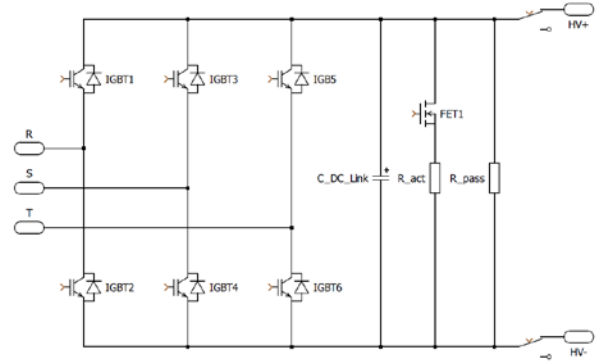 HV+
IGBT1
IGBT3
IGB5
FET1
R
S
T
C_DC_Link
+
R_act
R_pass
IGBT2
IGBT4
IGBT6
HV-